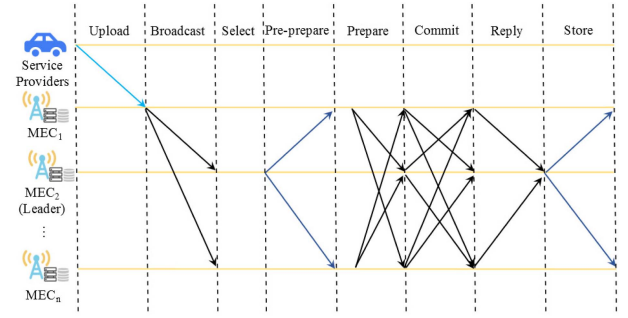 Upload Broadcast Select Pre-prepare Prepare Commit Reply Store
Service
Providers
MEC1
MEC2
(Leader)
⋮
MECn